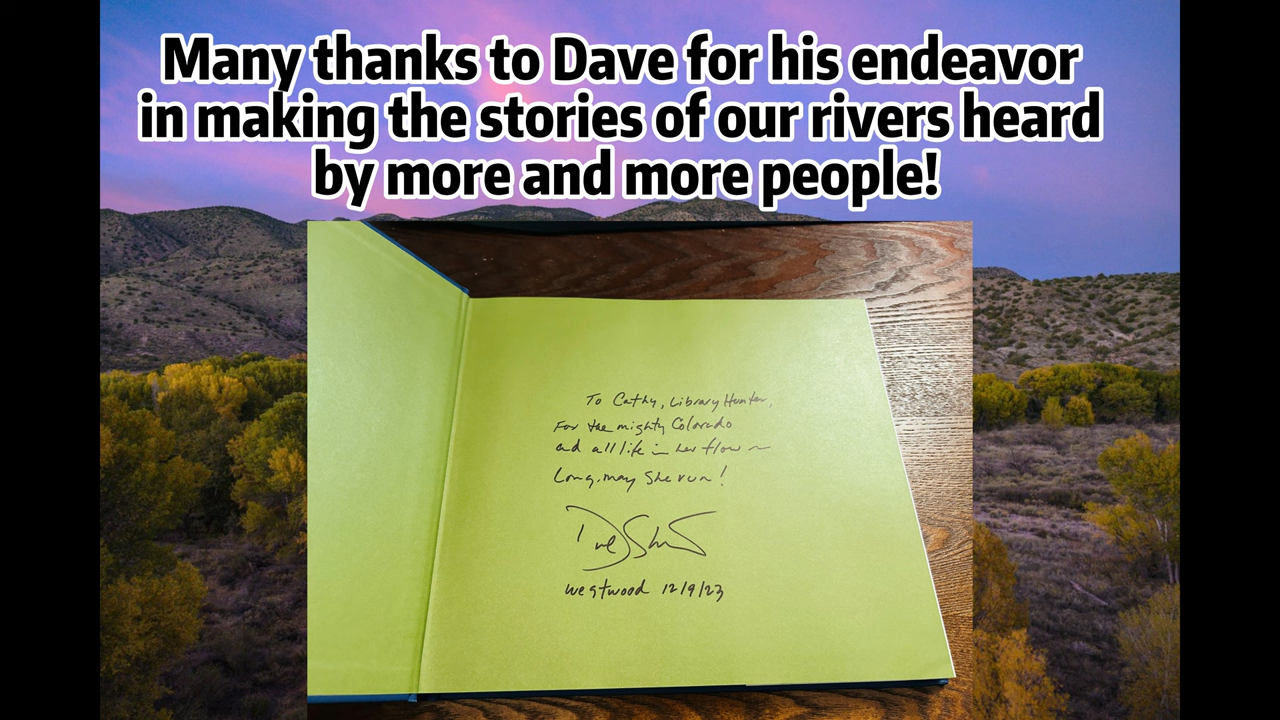 Many thanks to Dave for his endeavor
in making the stories of our rivers heard
by more and more people!
To Cathy, Library Hunter,
For the mighty Colorado
and all life in her flow ~
Long may she run!
Westwood 12/9/23